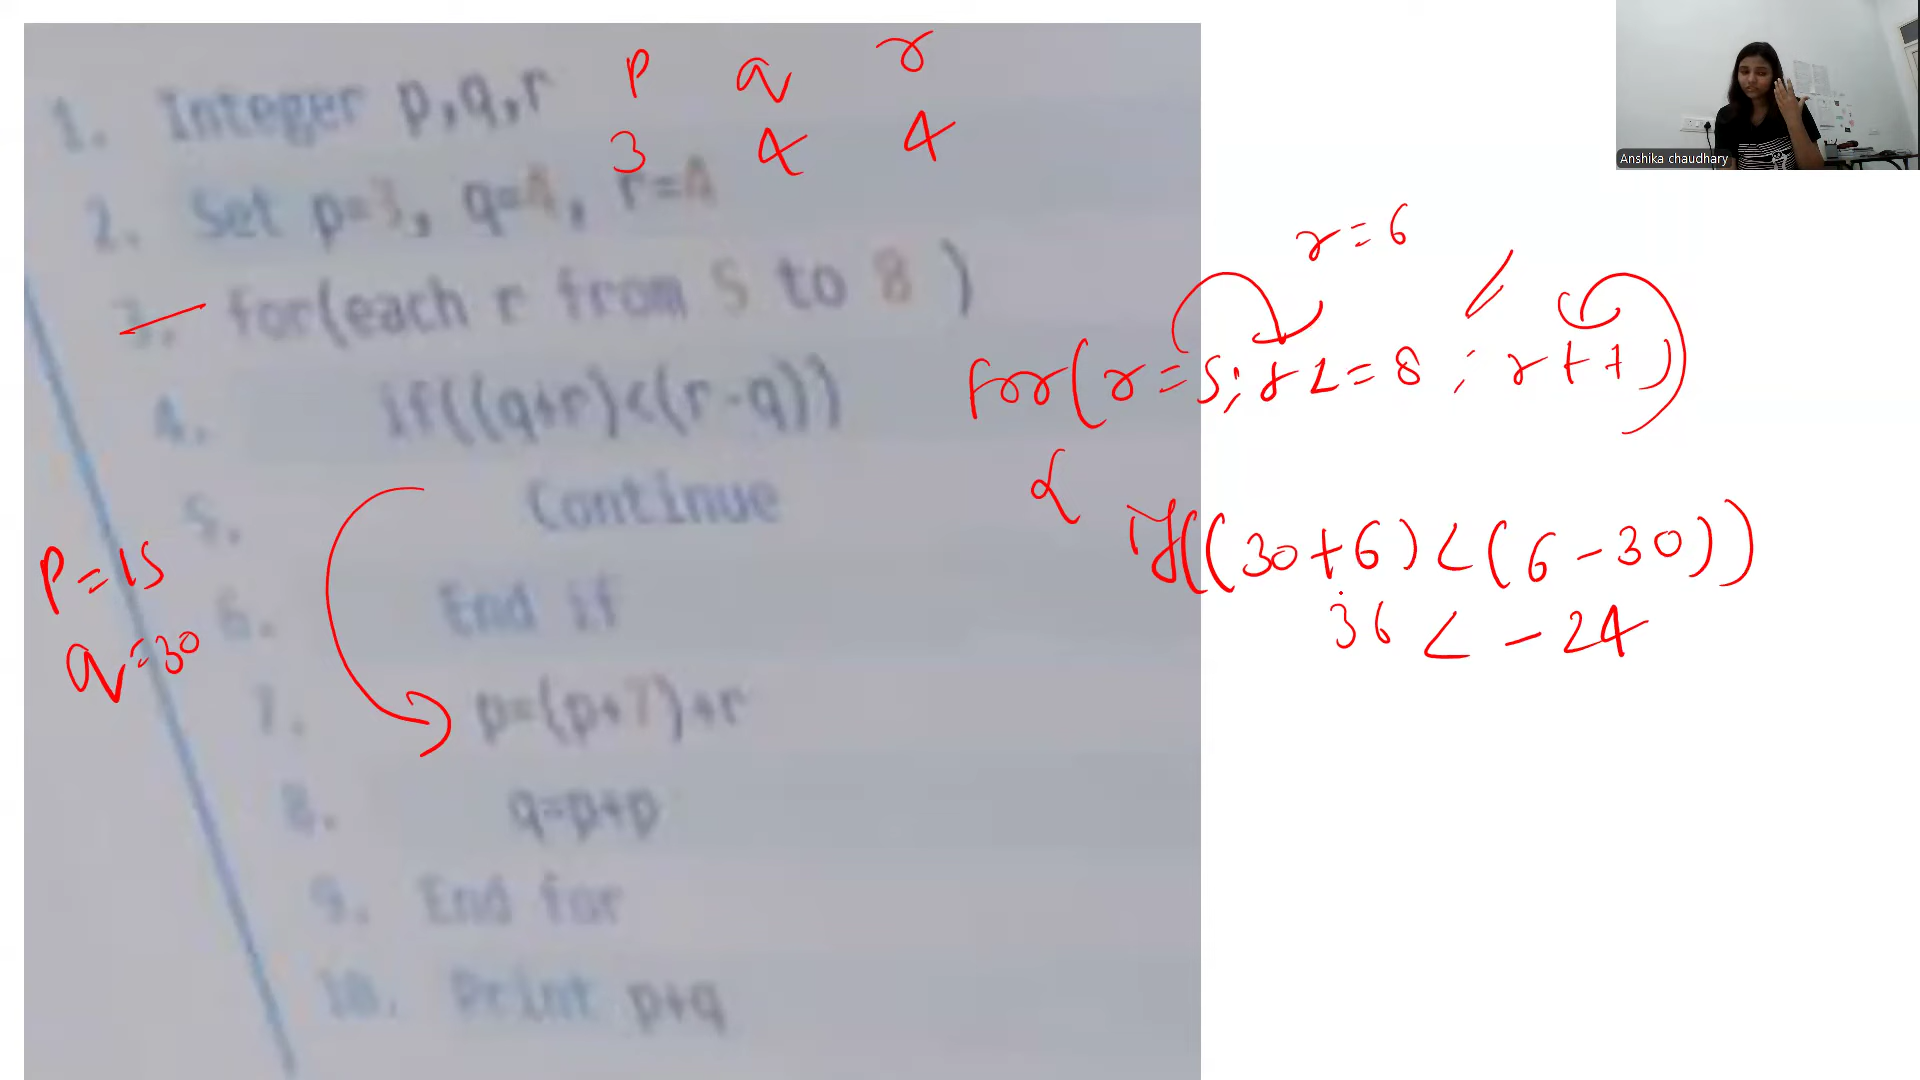 1. Integer p,q,r
2. Set p=3, q=4, r=4
3. for(each r from 5 to 8 )
4. if((q+r)<(r-q))
5. Continue
6. End if
7. p=(p+7)+r
8. q=p+p
9. End for
10. Print p+q
p q r
3 4 4
p=15
q=30
r=6
for(r=5;r<=8;r++)
{
if((30+6)<(6-30))
36<-24
Anshika chaudhary